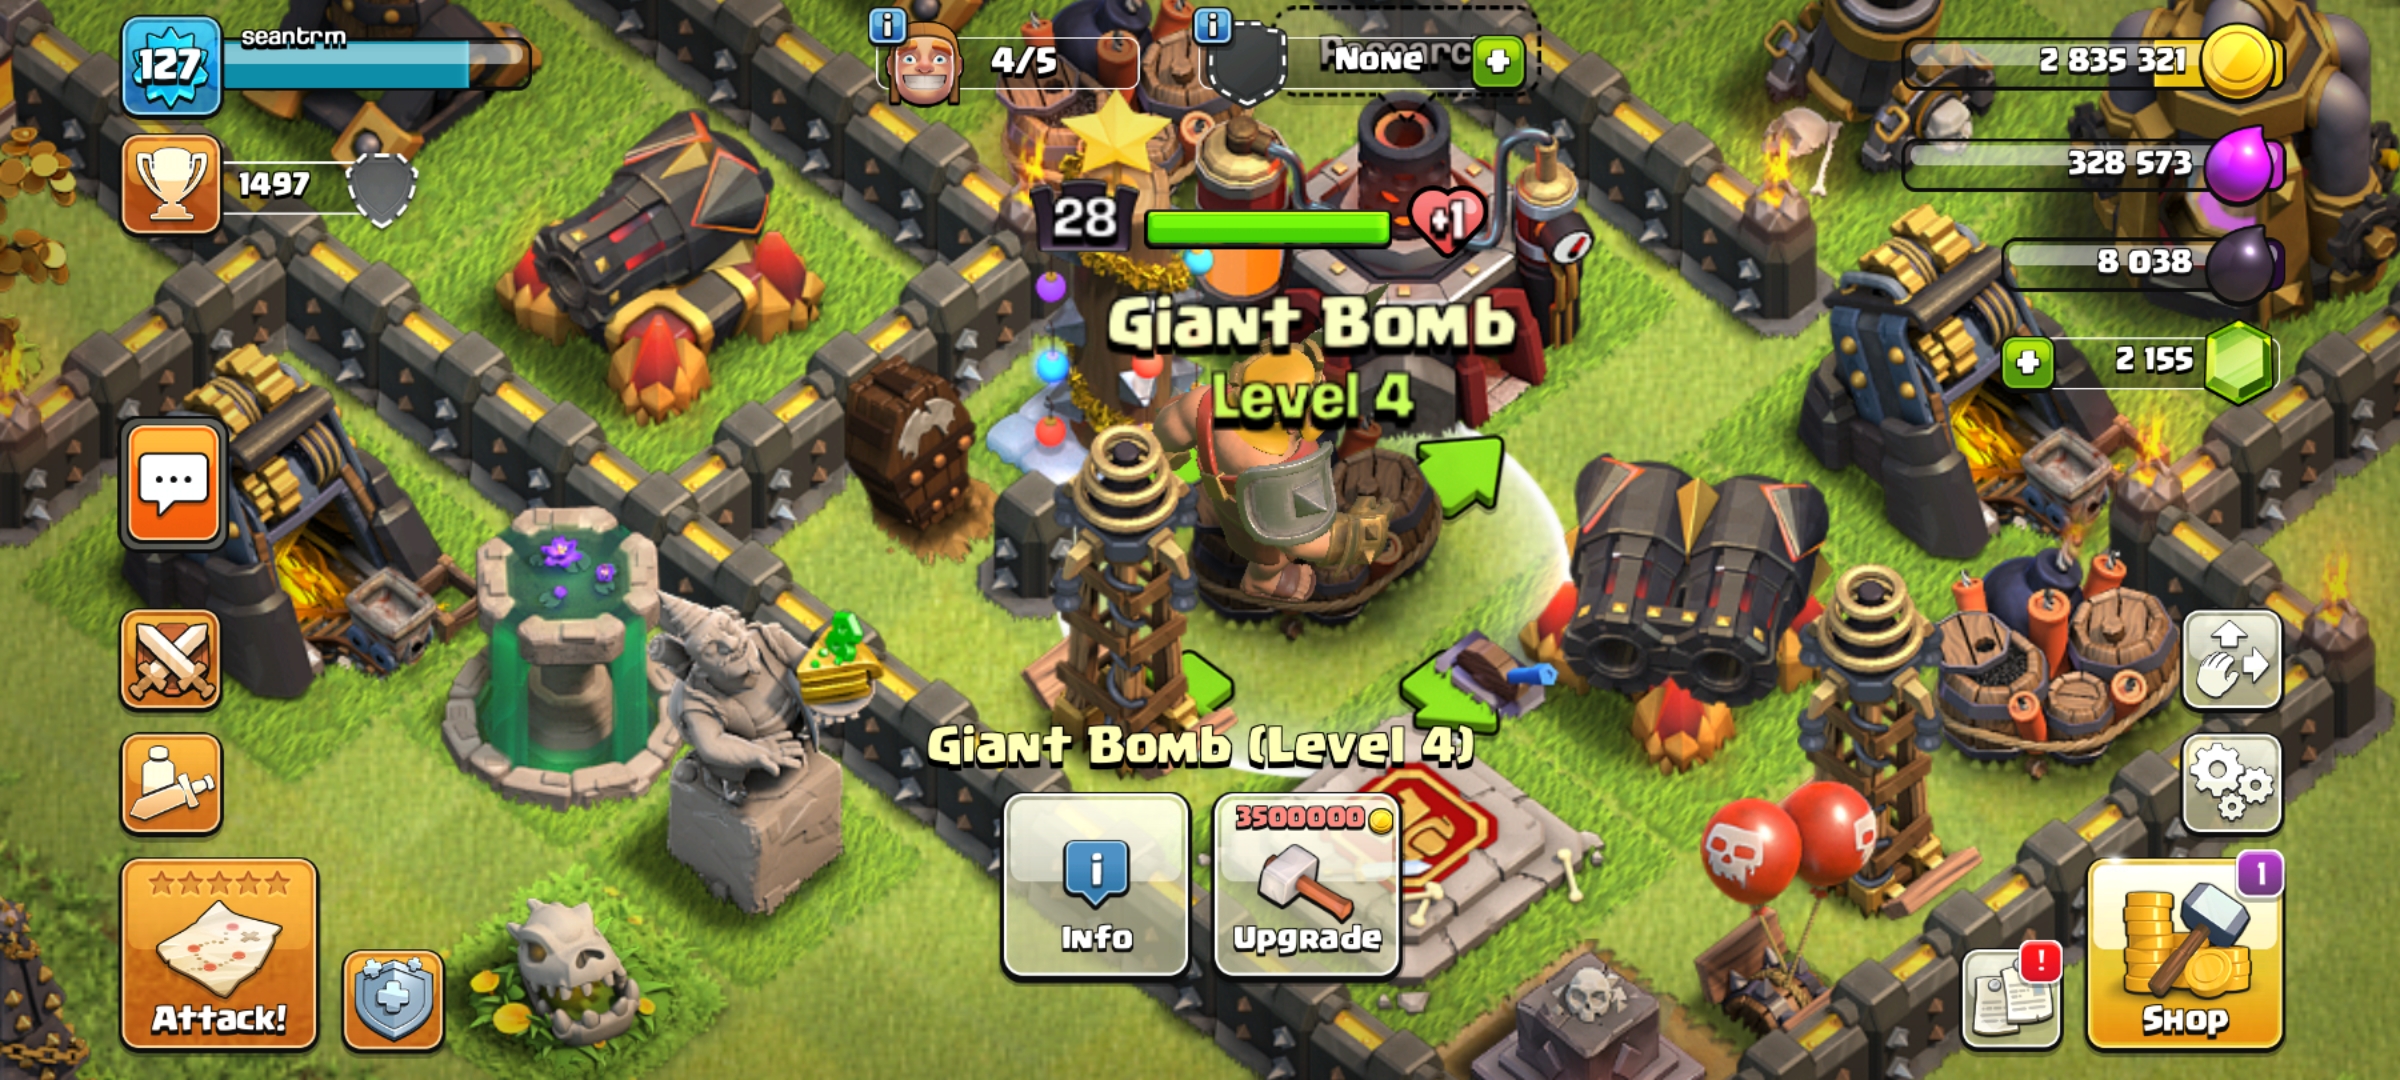 127
seantrm
4/5
None
2 835 321
1497
328 573
28
+1
8 038
Giant Bomb
Level 4
2 155
Giant Bomb (Level 4)
3500000
Info
Upgrade
1
Attack!
!
Shop